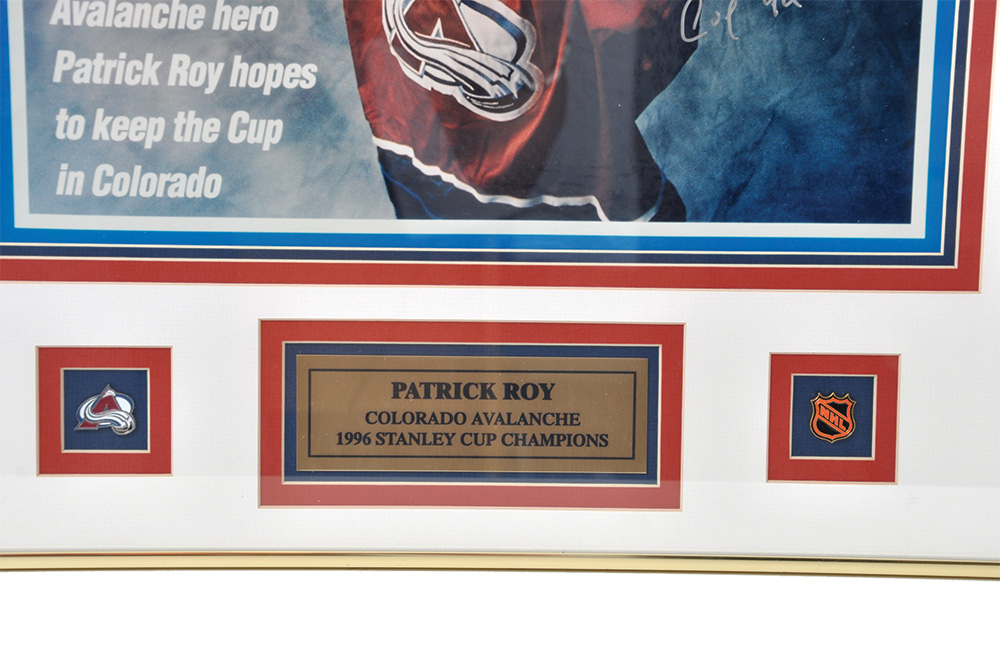 Avalanche hero
Patrick Roy hopes
to keep the Cup
in Colorado
PATRICK ROY
COLORADO AVALANCHE
1996 STANLEY CUP CHAMPIONS
NHL